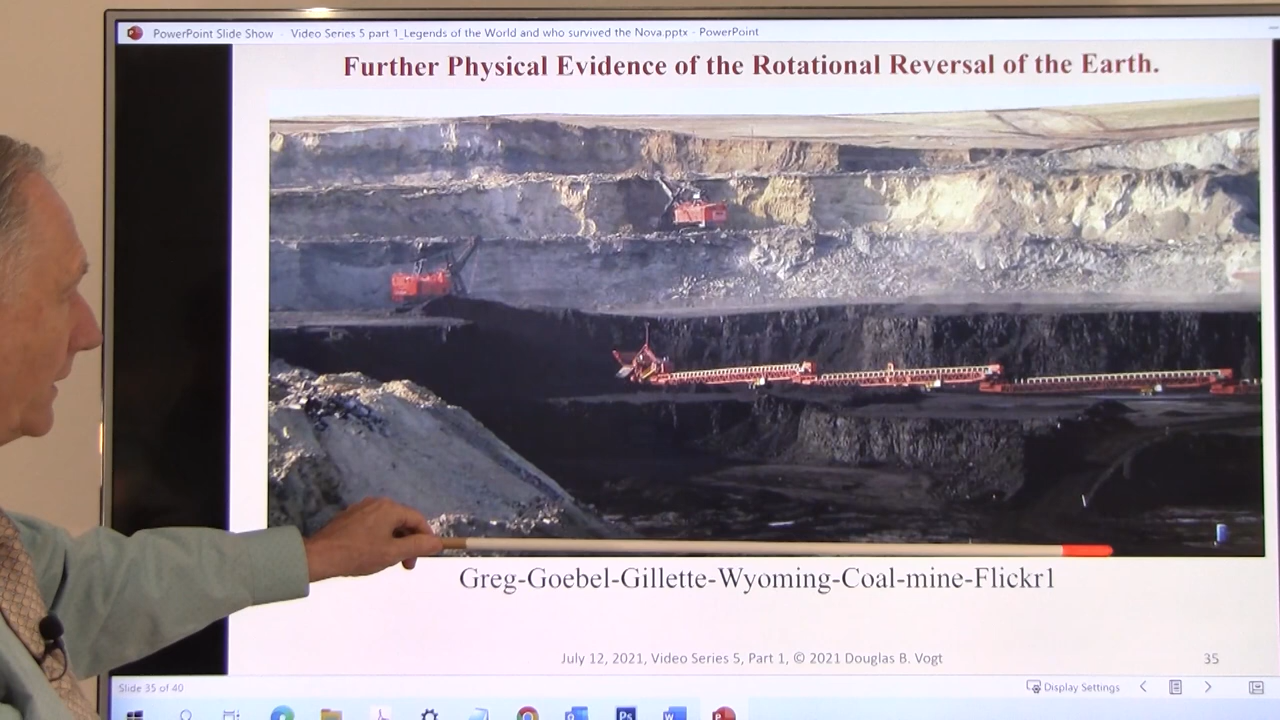 PowerPoint Slide Show - Video Series 5 part 1_Legends of the World and who survived the Nova.pptx - PowerPoint
Further Physical Evidence of the Rotational Reversal of the Earth.
Greg-Goebel-Gillette-Wyoming-Coal-mine-Flickr1
July 12, 2021, Video Series 5, Part 1, © 2021 Douglas B. Vogt
35
Slide 35 of 40
Display Settings